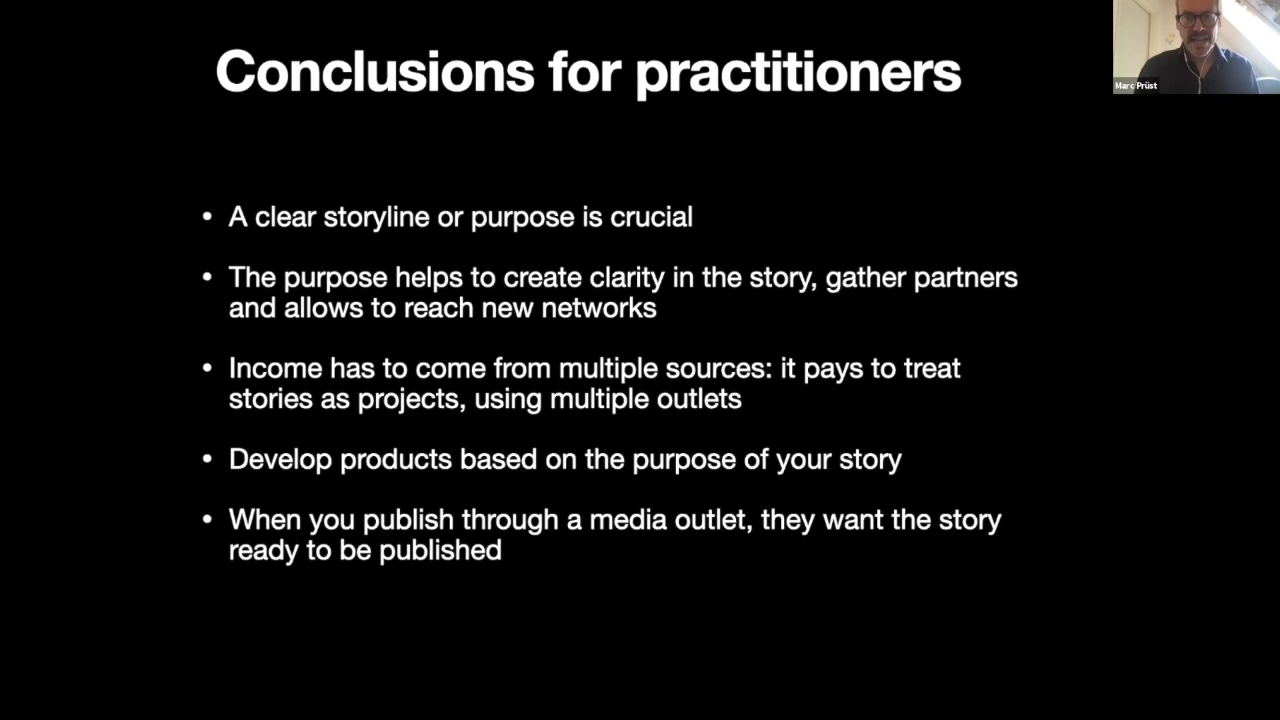 Conclusions for practitioners
Marc Prüst
• A clear storyline or purpose is crucial
• The purpose helps to create clarity in the story, gather partners
and allows to reach new networks
• Income has to come from multiple sources: it pays to treat
stories as projects, using multiple outlets
• Develop products based on the purpose of your story
• When you publish through a media outlet, they want the story
ready to be published